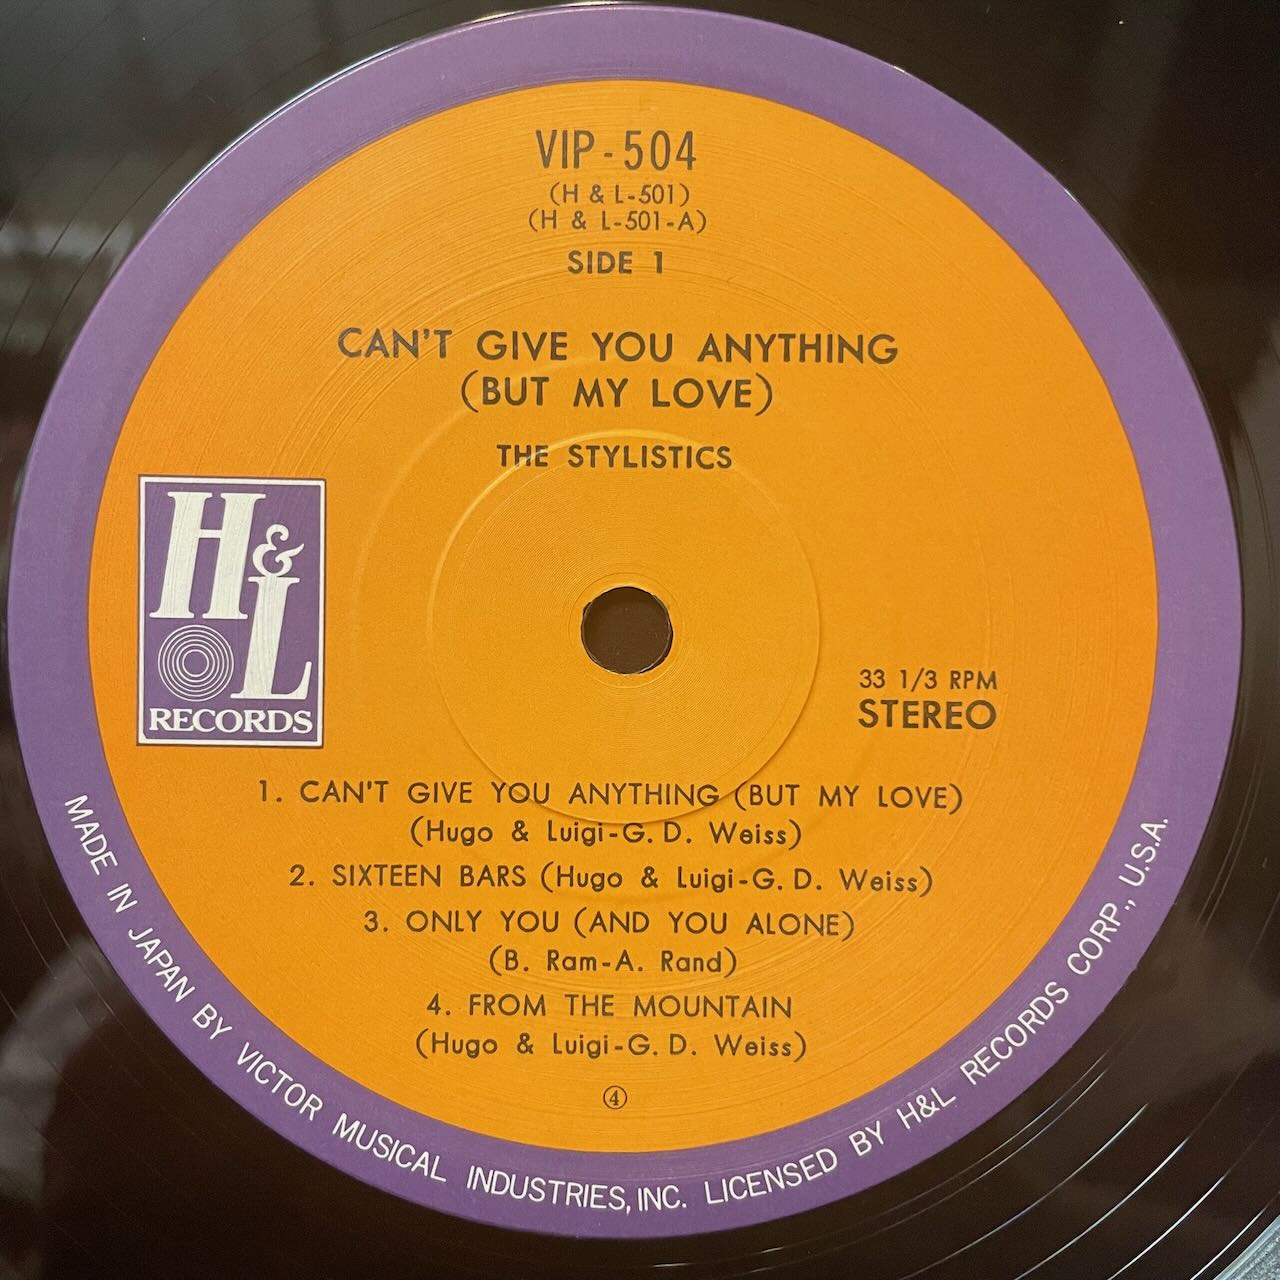 VIP-504
(H & L-501)
(H & L-501-A)
SIDE 1
CAN'T GIVE YOU ANYTHING
(BUT MY LOVE)
THE STYLISTICS
H&L
RECORDS
33 1/3 RPM
STEREO
1. CAN'T GIVE YOU ANYTHING (BUT MY LOVE)
(Hugo & Luigi-G. D. Weiss)
2. SIXTEEN BARS (Hugo & Luigi-G. D. Weiss)
3. ONLY YOU (AND YOU ALONE)
(B. Ram-A. Rand)
4. FROM THE MOUNTAIN
(Hugo & Luigi-G. D. Weiss)
④
MADE IN JAPAN BY VICTOR MUSICAL INDUSTRIES, INC. LICENSED BY H&L RECORDS CORP., U.S.A.